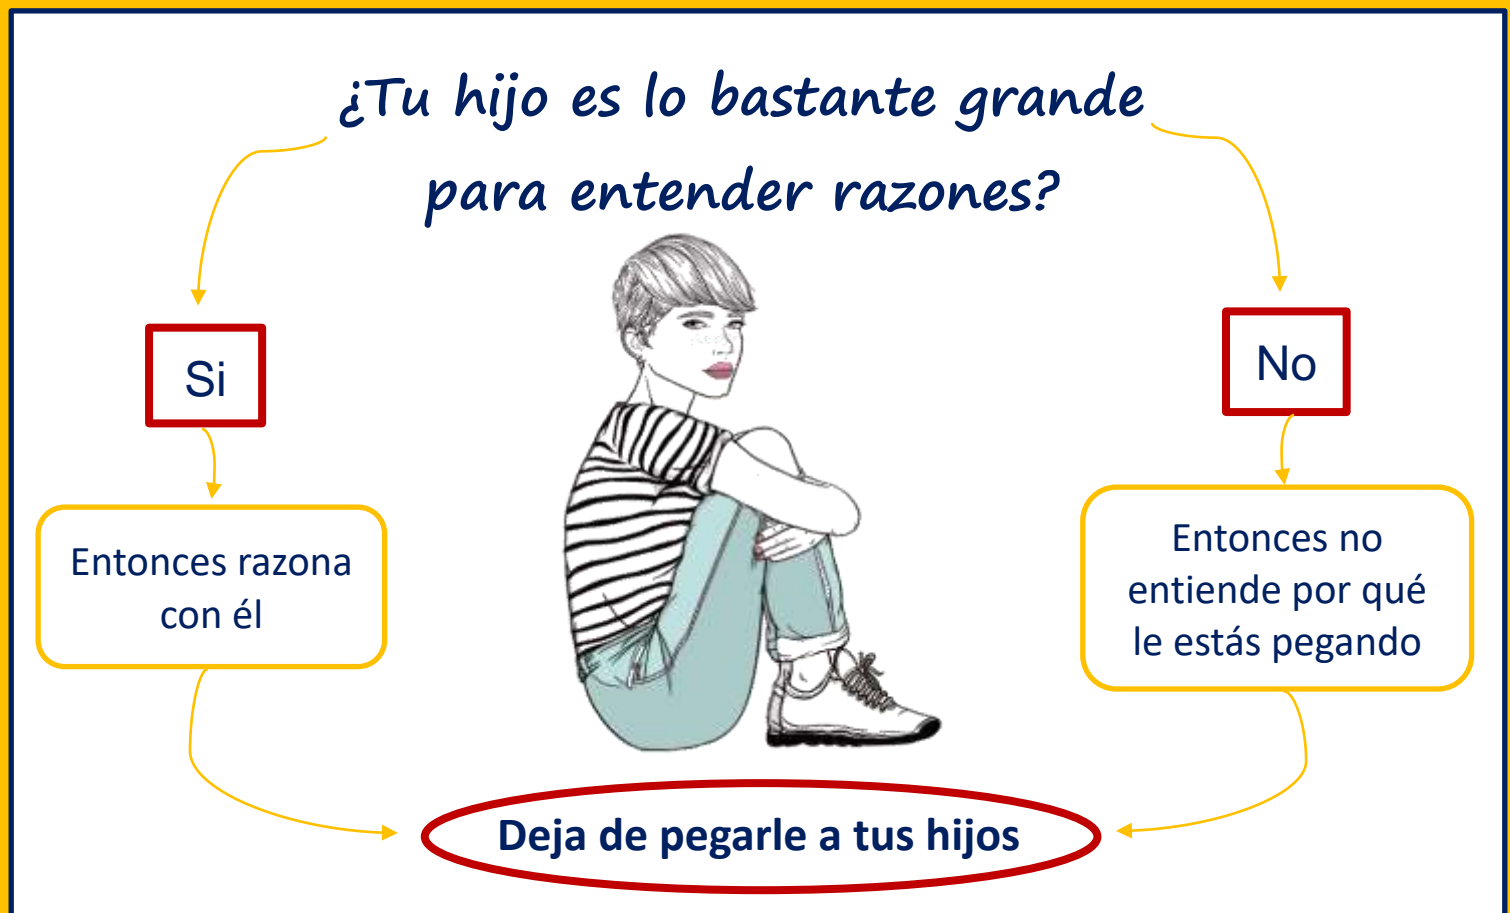 ¿Tu hijo es lo bastante grande
para entender razones?
Si
No
Entonces razona
con él
Entonces no
entiende por qué
le estás pegando
Deja de pegarle a tus hijos